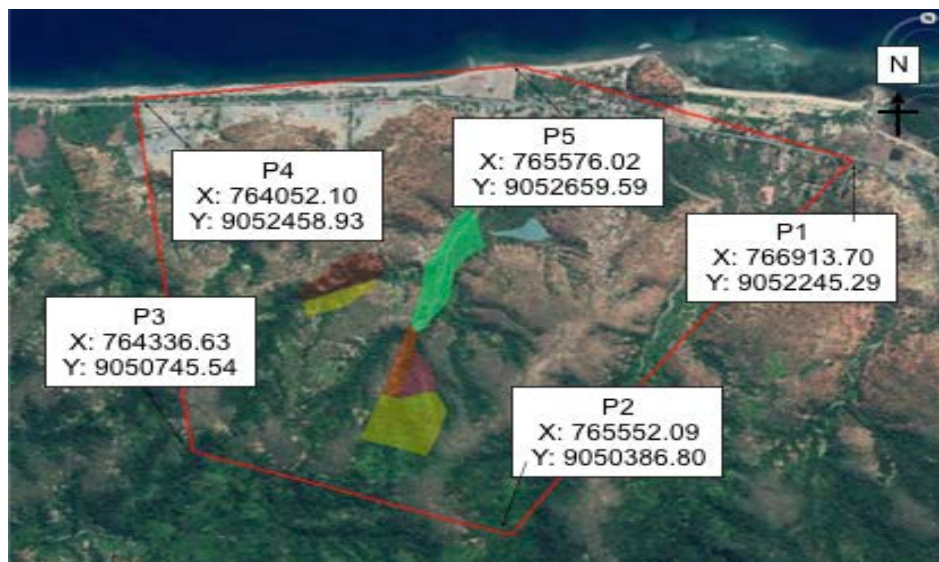 N
P5
X: 765576.02
Y: 9052659.59
P4
X: 764052.10
Y: 9052458.93
P1
X: 766913.70
Y: 9052245.29
P3
X: 764336.63
Y: 9050745.54
P2
X: 765552.09
Y: 9050386.80